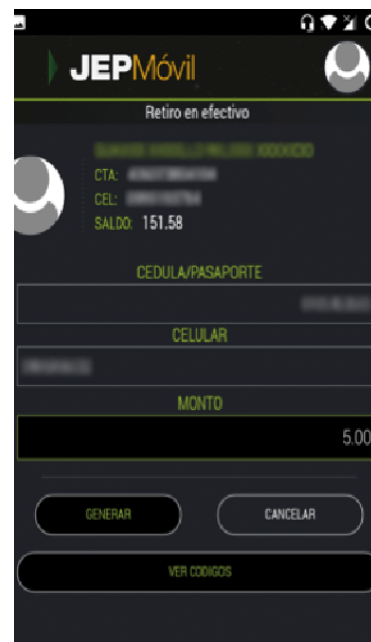 JEPMóvil
Retiro en efectivo
CTA:
CEL:
SALDO: 151.58
CEDULA/PASAPORTE
CELULAR
MONTO
5.00
GENERAR CANCELAR
VER CODIGOS